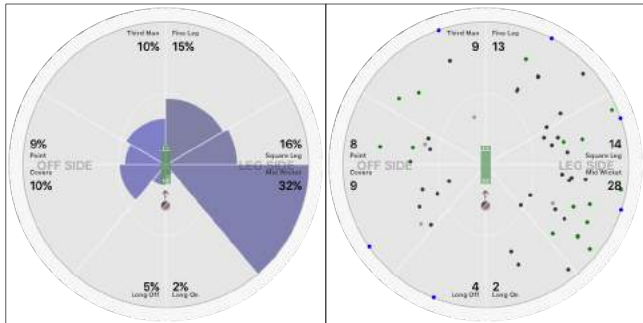 Third Man Fine Leg
10% 15%
9%
Point
OFF SIDE
Covers
10%
16%
Square Leg
LEG SIDE
Mid Wicket
32%
5% 2%
Long Off Long On
Third Man Fine Leg
9 13
8
Point
OFF SIDE
Covers
9
14
Square Leg
LEG SIDE
Mid Wicket
28
4 2
Long Off Long On